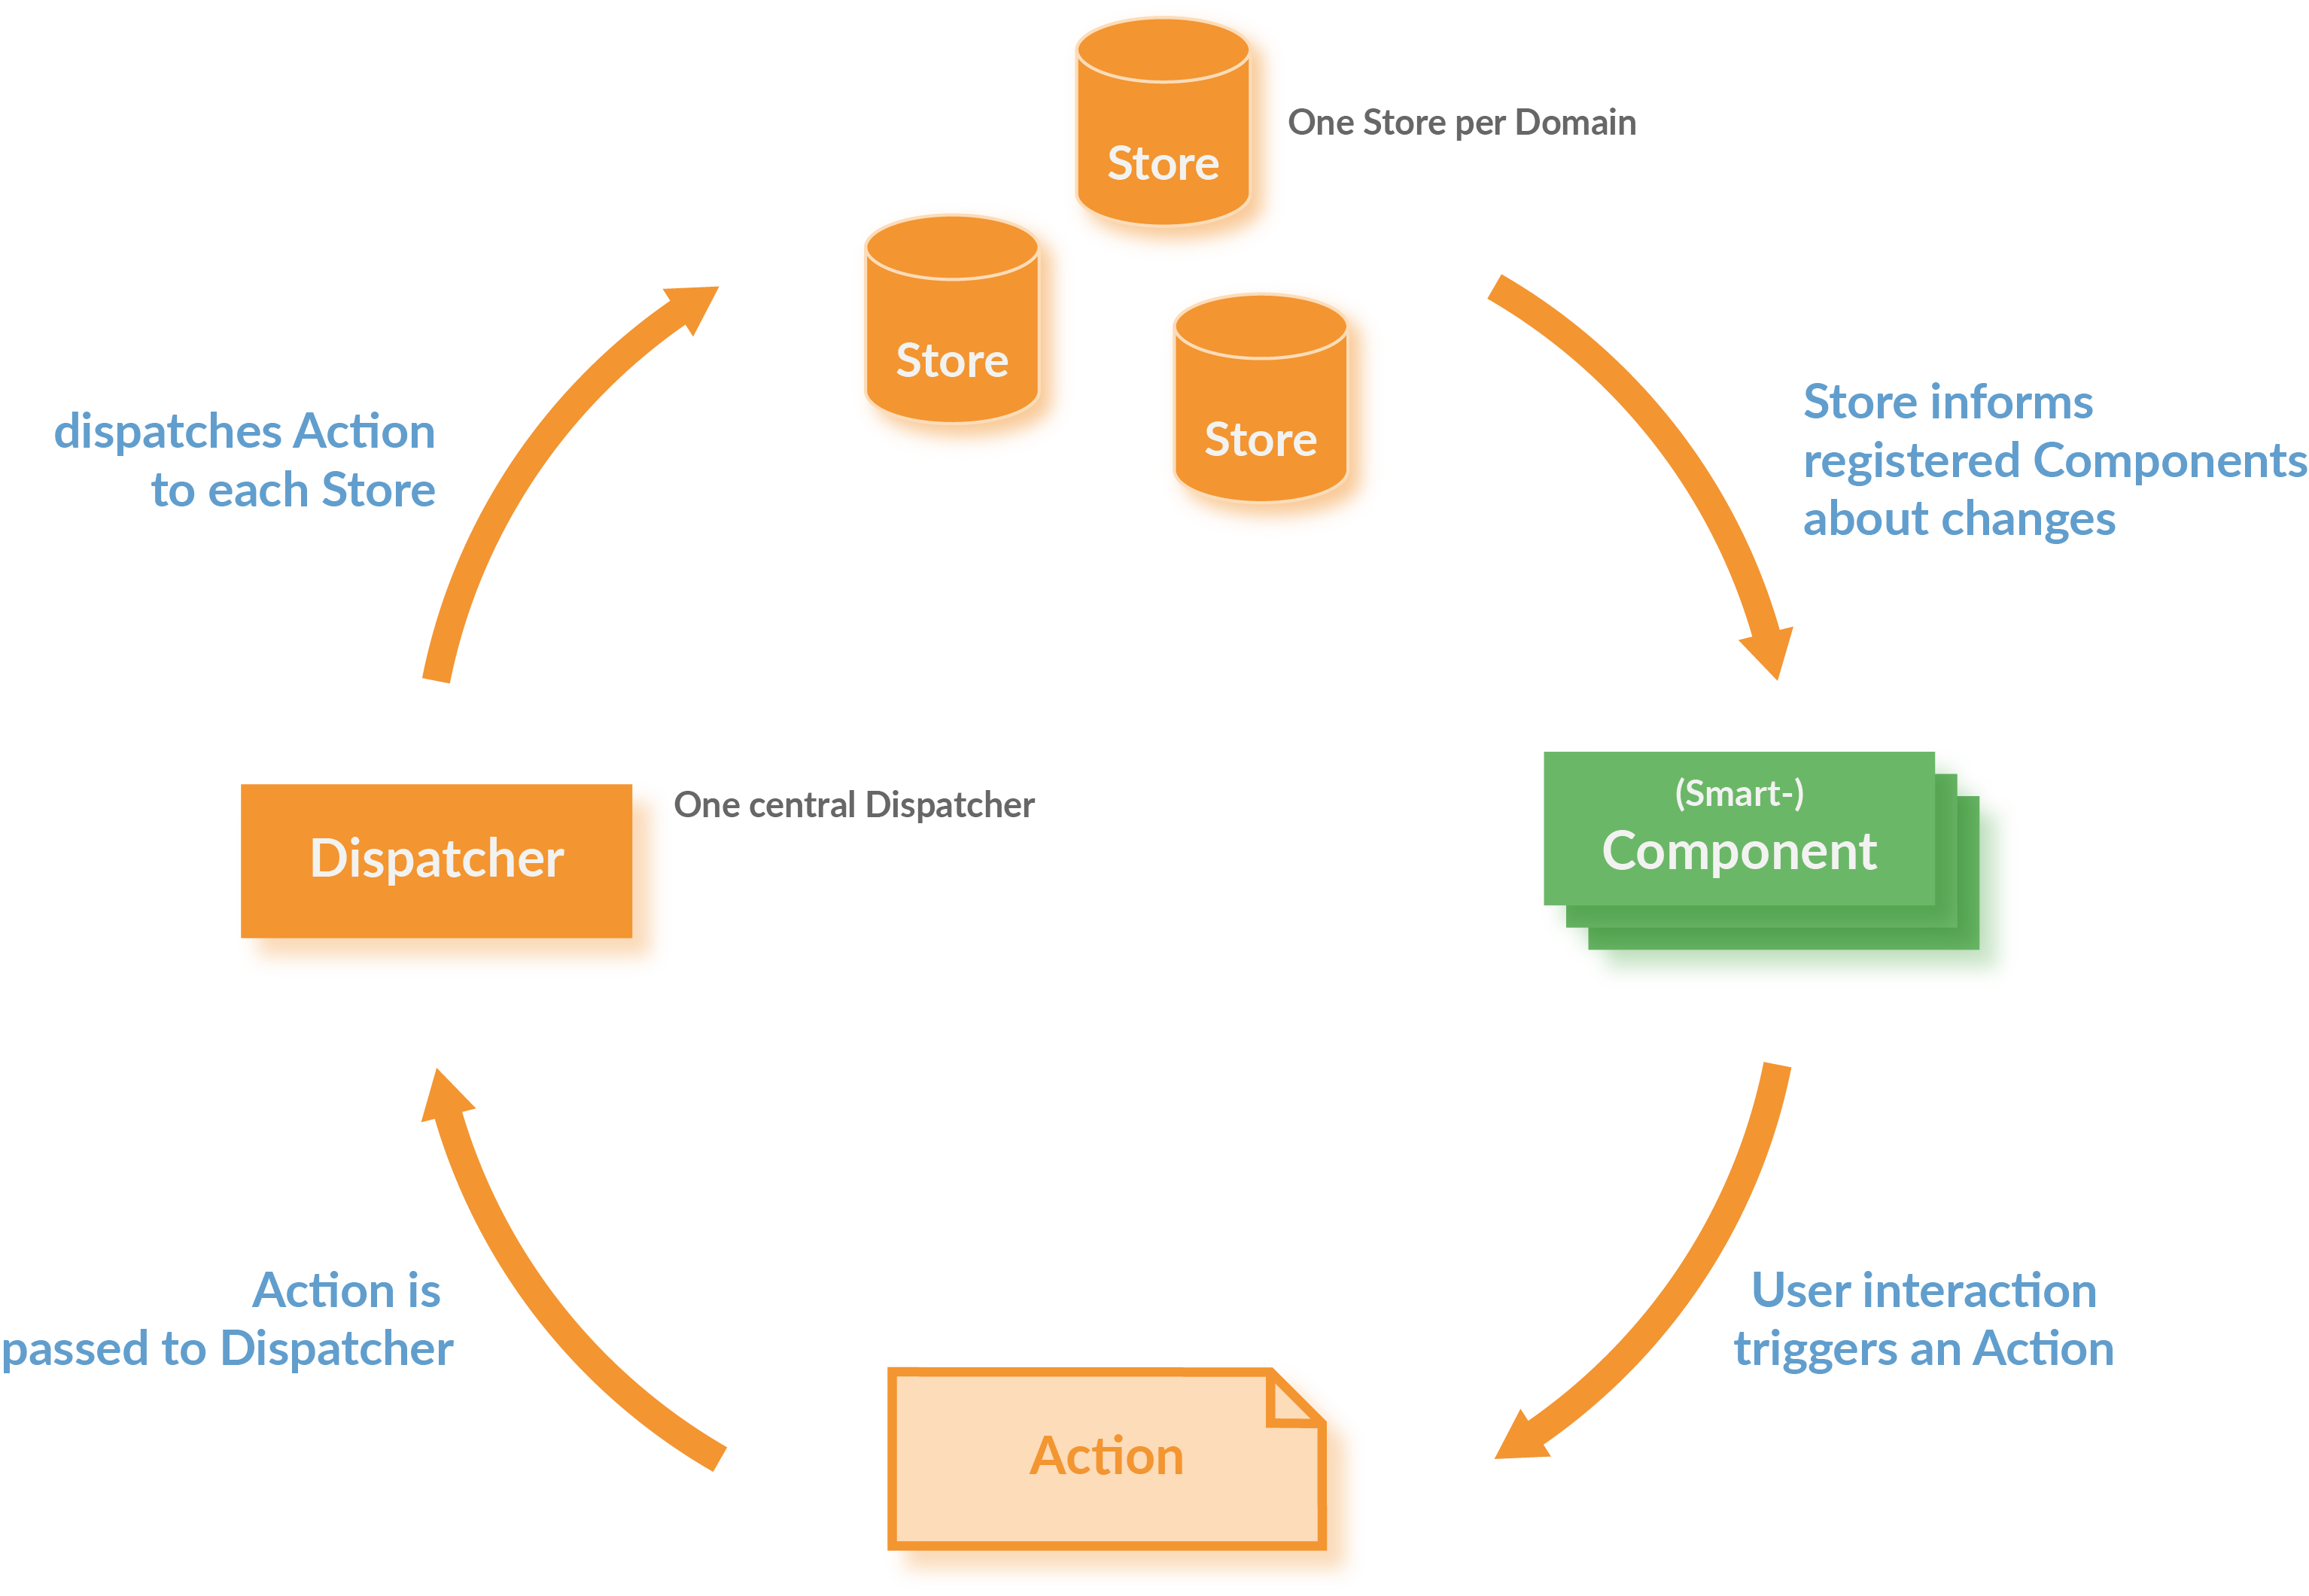 Store
One Store per Domain
Store
Store
dispatches Action
to each Store
Store informs
registered Components
about changes
Dispatcher
One central Dispatcher
(Smart-)
Component
Action is
passed to Dispatcher
User interaction
triggers an Action
Action